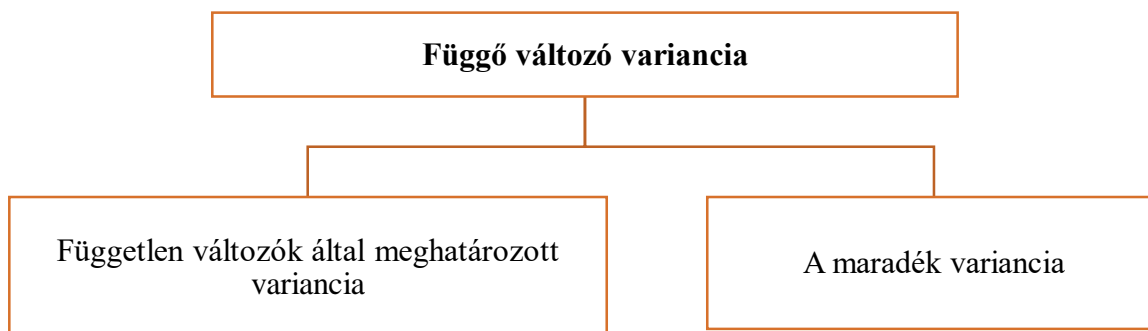 Függő változó variancia
Független változók által meghatározott
variancia
A maradék variancia